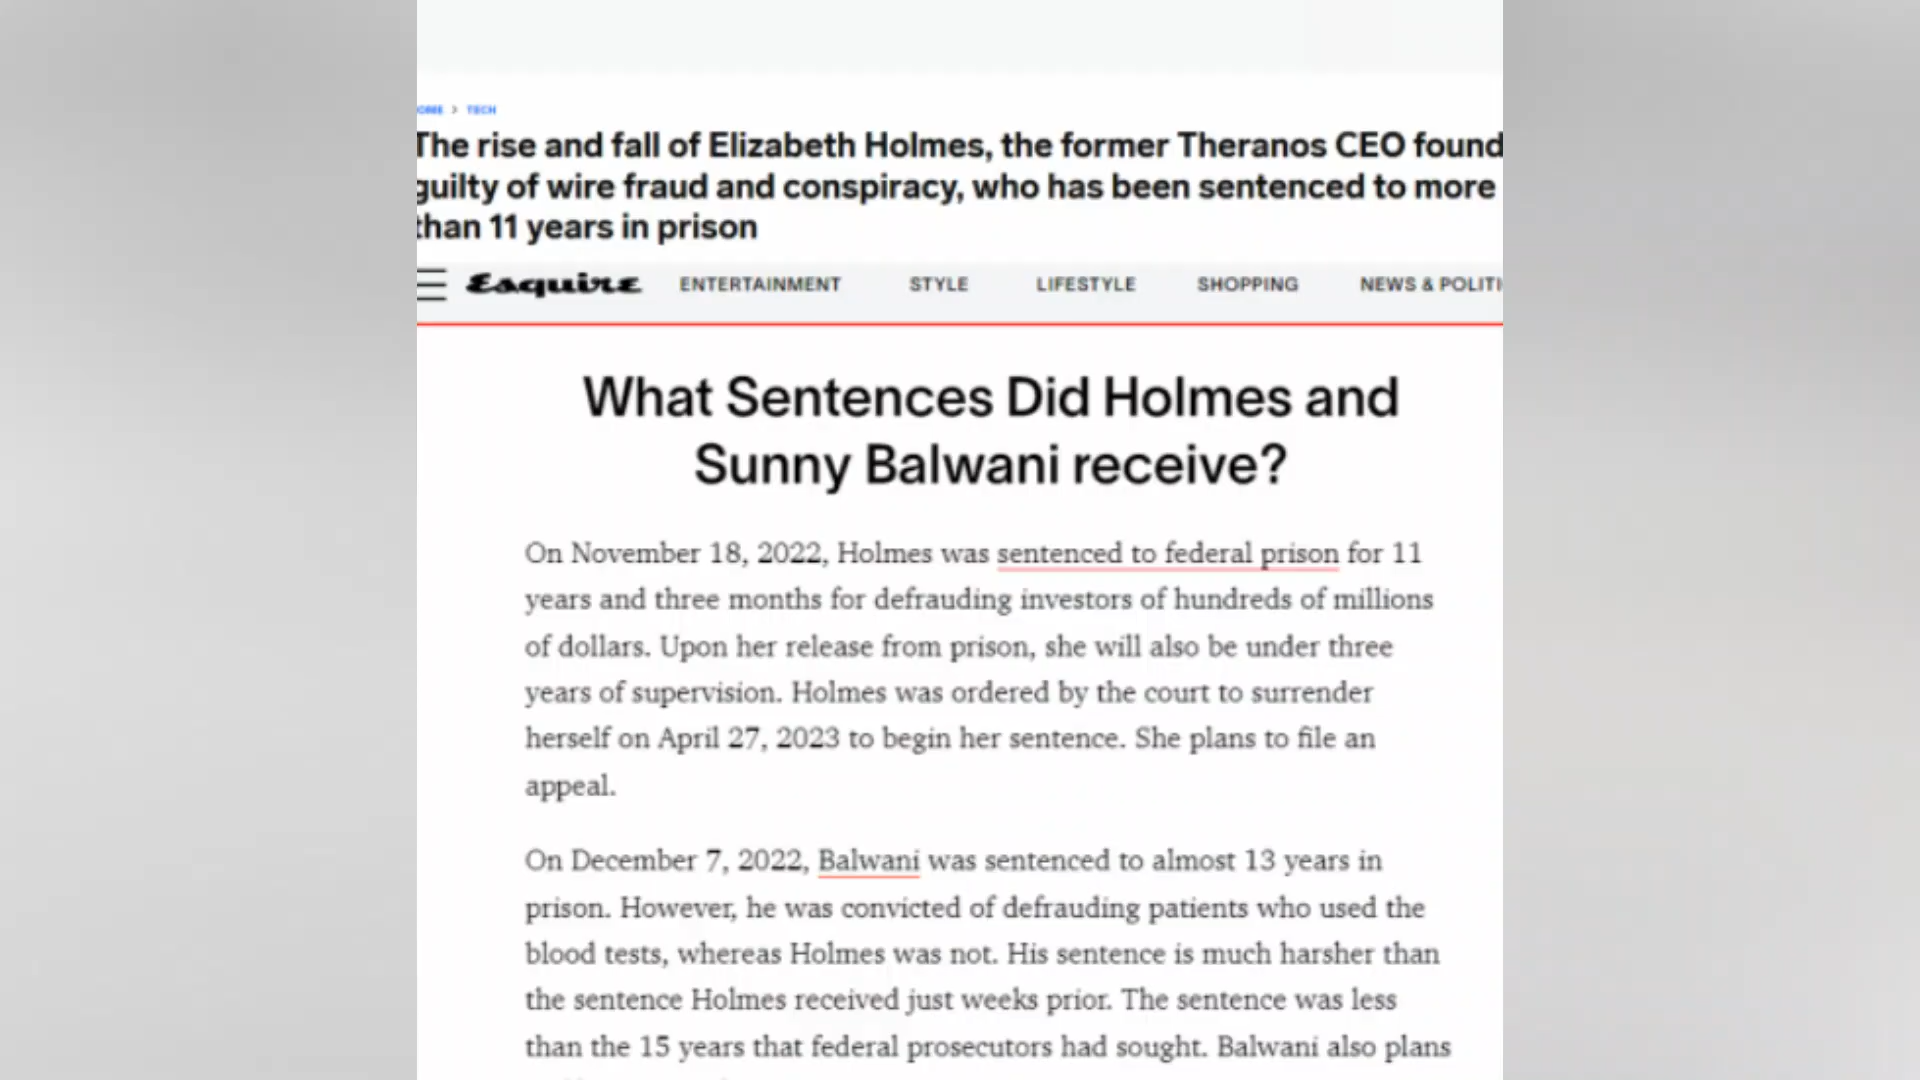 > TECH
The rise and fall of Elizabeth Holmes, the former Theranos CEO found
guilty of wire fraud and conspiracy, who has been sentenced to more
than 11 years in prison
Esquire ENTERTAINMENT STYLE LIFESTYLE SHOPPING NEWS & POLITI
What Sentences Did Holmes and
Sunny Balwani receive?
On November 18, 2022, Holmes was sentenced to federal prison for 11
years and three months for defrauding investors of hundreds of millions
of dollars. Upon her release from prison, she will also be under three
years of supervision. Holmes was ordered by the court to surrender
herself on April 27, 2023 to begin her sentence. She plans to file an
appeal.
On December 7, 2022, Balwani was sentenced to almost 13 years in
prison. However, he was convicted of defrauding patients who used the
blood tests, whereas Holmes was not. His sentence is much harsher than
the sentence Holmes received just weeks prior. The sentence was less
than the 15 years that federal prosecutors had sought. Balwani also plans